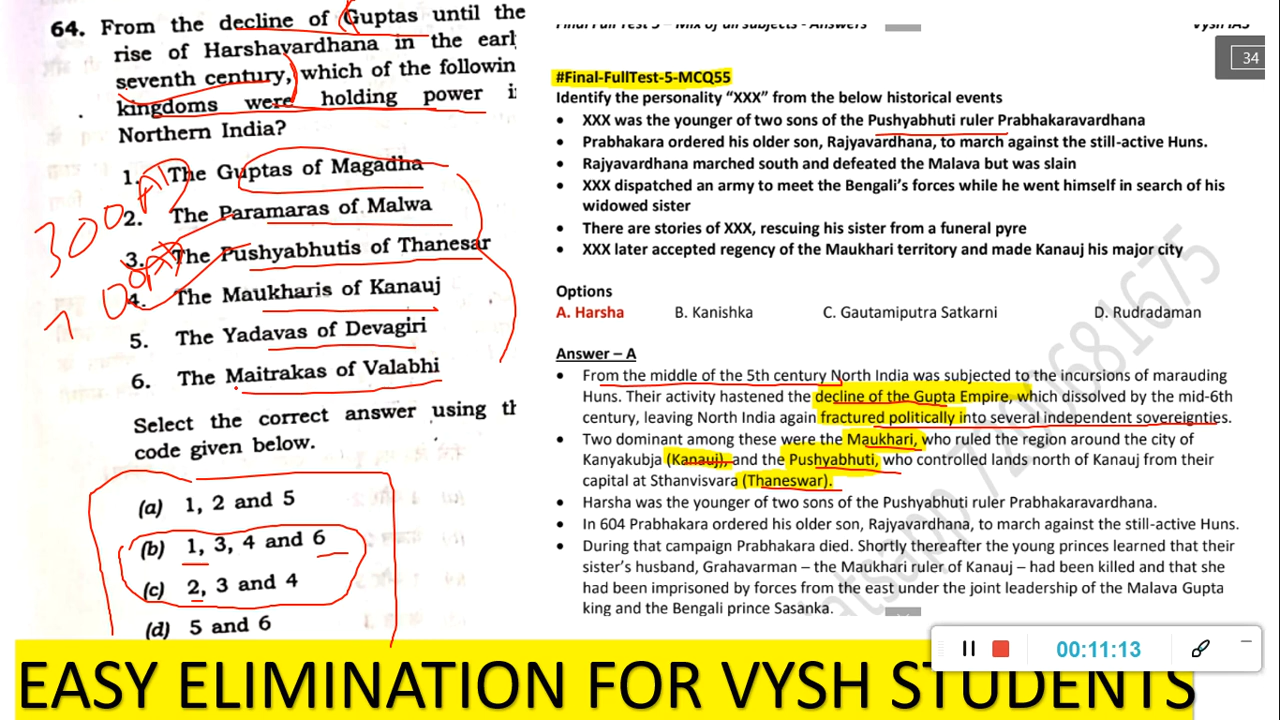 64. From the decline of Guptas until the
rise of Harshavardhana in the earl
seventh century, which of the followin
kingdoms were holding power i
Northern India?
1. The Guptas of Magadha
2. The Paramaras of Malwa
3. The Pushyabhutis of Thanesar
4. The Maukharis of Kanauj
5. The Yadavas of Devagiri
6. The Maitrakas of Valabhi
Select the correct answer using th
code given below.
(a) 1, 2 and 5
(b) 1, 3, 4 and 6
(c) 2, 3 and 4
(d) 5 and 6
300AD
700AD
Final Full Test 5 – Mix of all subjects - Answers
Vysh IAS
34
#Final-FullTest-5-MCQ55
Identify the personality “XXX” from the below historical events
• XXX was the younger of two sons of the Pushyabhuti ruler Prabhakaravardhana
• Prabhakara ordered his older son, Rajyavardhana, to march against the still-active Huns.
• Rajyavardhana marched south and defeated the Malava but was slain
• XXX dispatched an army to meet the Bengali’s forces while he went himself in search of his
widowed sister
• There are stories of XXX, rescuing his sister from a funeral pyre
• XXX later accepted regency of the Maukhari territory and made Kanauj his major city
Options
A. Harsha B. Kanishka C. Gautamiputra Satkarni D. Rudradaman
Answer – A
• From the middle of the 5th century North India was subjected to the incursions of marauding
Huns. Their activity hastened the decline of the Gupta Empire, which dissolved by the mid-6th
century, leaving North India again fractured politically into several independent sovereignties.
• Two dominant among these were the Maukhari, who ruled the region around the city of
Kanyakubja (Kanauj), and the Pushyabhuti, who controlled lands north of Kanauj from their
capital at Sthanvisvara (Thaneswar).
• Harsha was the younger of two sons of the Pushyabhuti ruler Prabhakaravardhana.
• In 604 Prabhakara ordered his older son, Rajyavardhana, to march against the still-active Huns.
• During that campaign Prabhakara died. Shortly thereafter the young princes learned that their
sister’s husband, Grahavarman – the Maukhari ruler of Kanauj – had been killed and that she
had been imprisoned by forces from the east under the joint leadership of the Malava Gupta
king and the Bengali prince Sasanka.
00:11:13
EASY ELIMINATION FOR VYSH STUDENTS